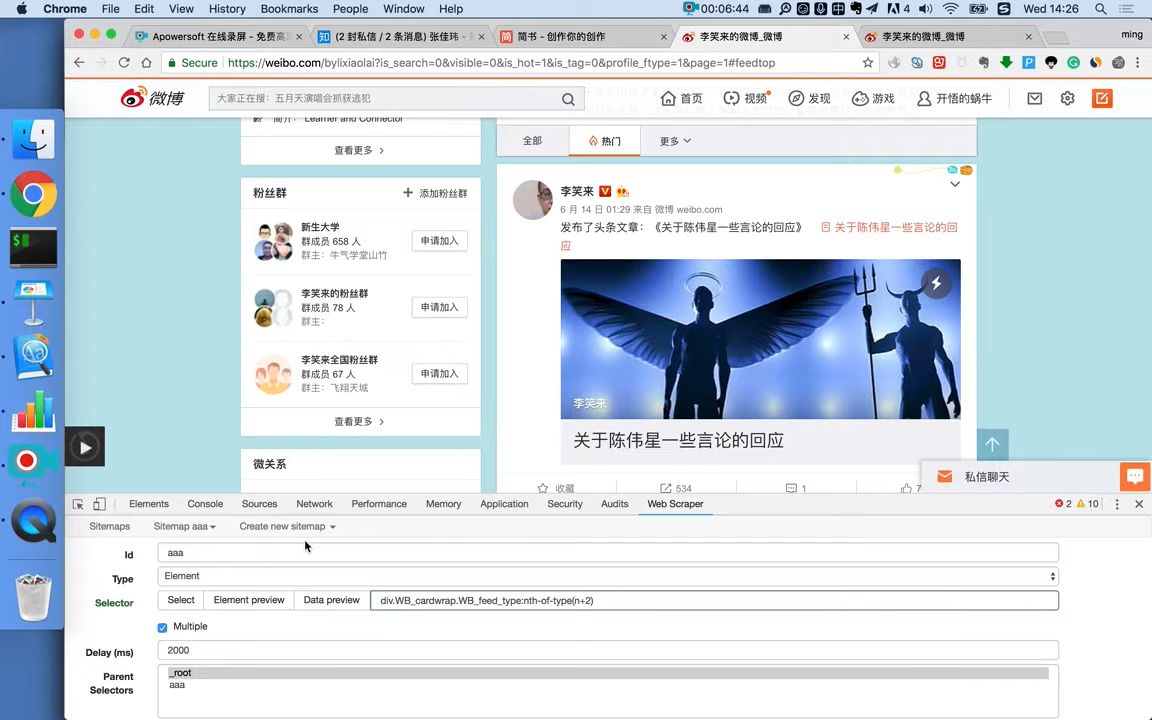 Chrome File Edit View History Bookmarks People Window Help 00:06:44 4 Wed 14:26
Apowersoft 在线录屏 - 免费高 (2 封私信 / 2 条消息) 张佳玮 - 简书 - 创作你的创作 李笑来的微博_微博 李笑来的微博_微博 ming
Secure https://weibo.com/bylixiaolai?is_search=0&visible=0&is_hot=1&is_tag=0&profile_ftype=1&page=1#feedtop
微博 大家正在搜：五月天演唱会抓获逃犯 首页 视频 发现 游戏 开悟的蜗牛
简介： Learner and Connector
查看更多 >
全部 热门 更多
粉丝群 + 添加粉丝群
新生大学
群成员 658 人
群主：牛气学堂山竹
申请加入
李笑来的粉丝群
群成员 78 人
群主：
申请加入
李笑来全国粉丝群
群成员 67 人
群主：飞翔天城
申请加入
查看更多 >
微关系
李笑来 V
6 月 14 日 01:29 来自 微博 weibo.com
发布了头条文章：《关于陈伟星一些言论的回应》 关于陈伟星一些言论的回
应
李笑来
关于陈伟星一些言论的回应
收藏 534 1 7
私信聊天
Elements Console Sources Network Performance Memory Application Security Audits Web Scraper 2 10
Sitemaps Sitemap aaa Create new sitemap
Id aaa
Type Element
Selector Select Element preview Data preview div.WB_cardwrap.WB_feed_type:nth-of-type(n+2)
Multiple
Delay (ms) 2000
Parent Selectors
_root
aaa